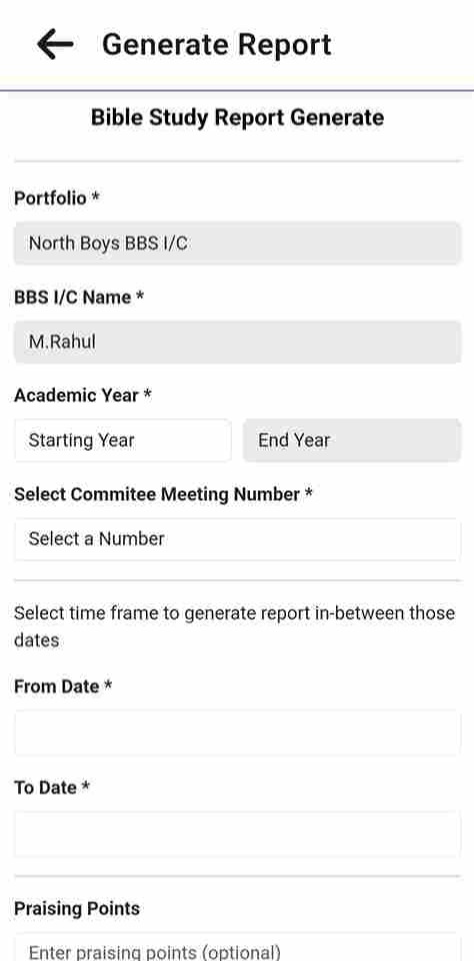 Generate Report
Bible Study Report Generate
Portfolio *
North Boys BBS I/C
BBS I/C Name *
M.Rahul
Academic Year *
Starting Year End Year
Select Commitee Meeting Number *
Select a Number
Select time frame to generate report in-between those
dates
From Date *
To Date *
Praising Points
Enter praising points (optional)